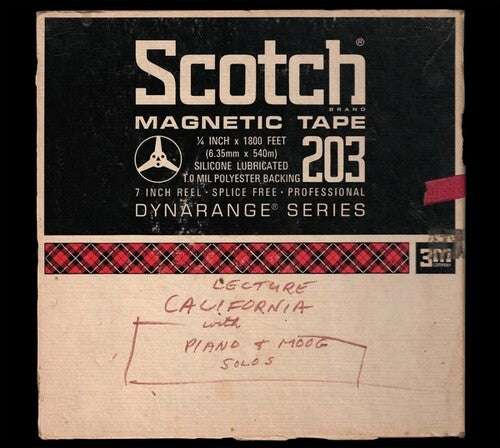 Scotch®
BRAND
MAGNETIC TAPE
¼ INCH x 1800 FEET
(6.35mm x 540m)
SILICONE LUBRICATED
1.0 MIL POLYESTER BACKING
203
7 INCH REEL · SPLICE FREE · PROFESSIONAL
DYNARANGE® SERIES
3M
COMPANY
LECTURE
CALIFORNIA
with
PIANO & MOOG
SOLOS